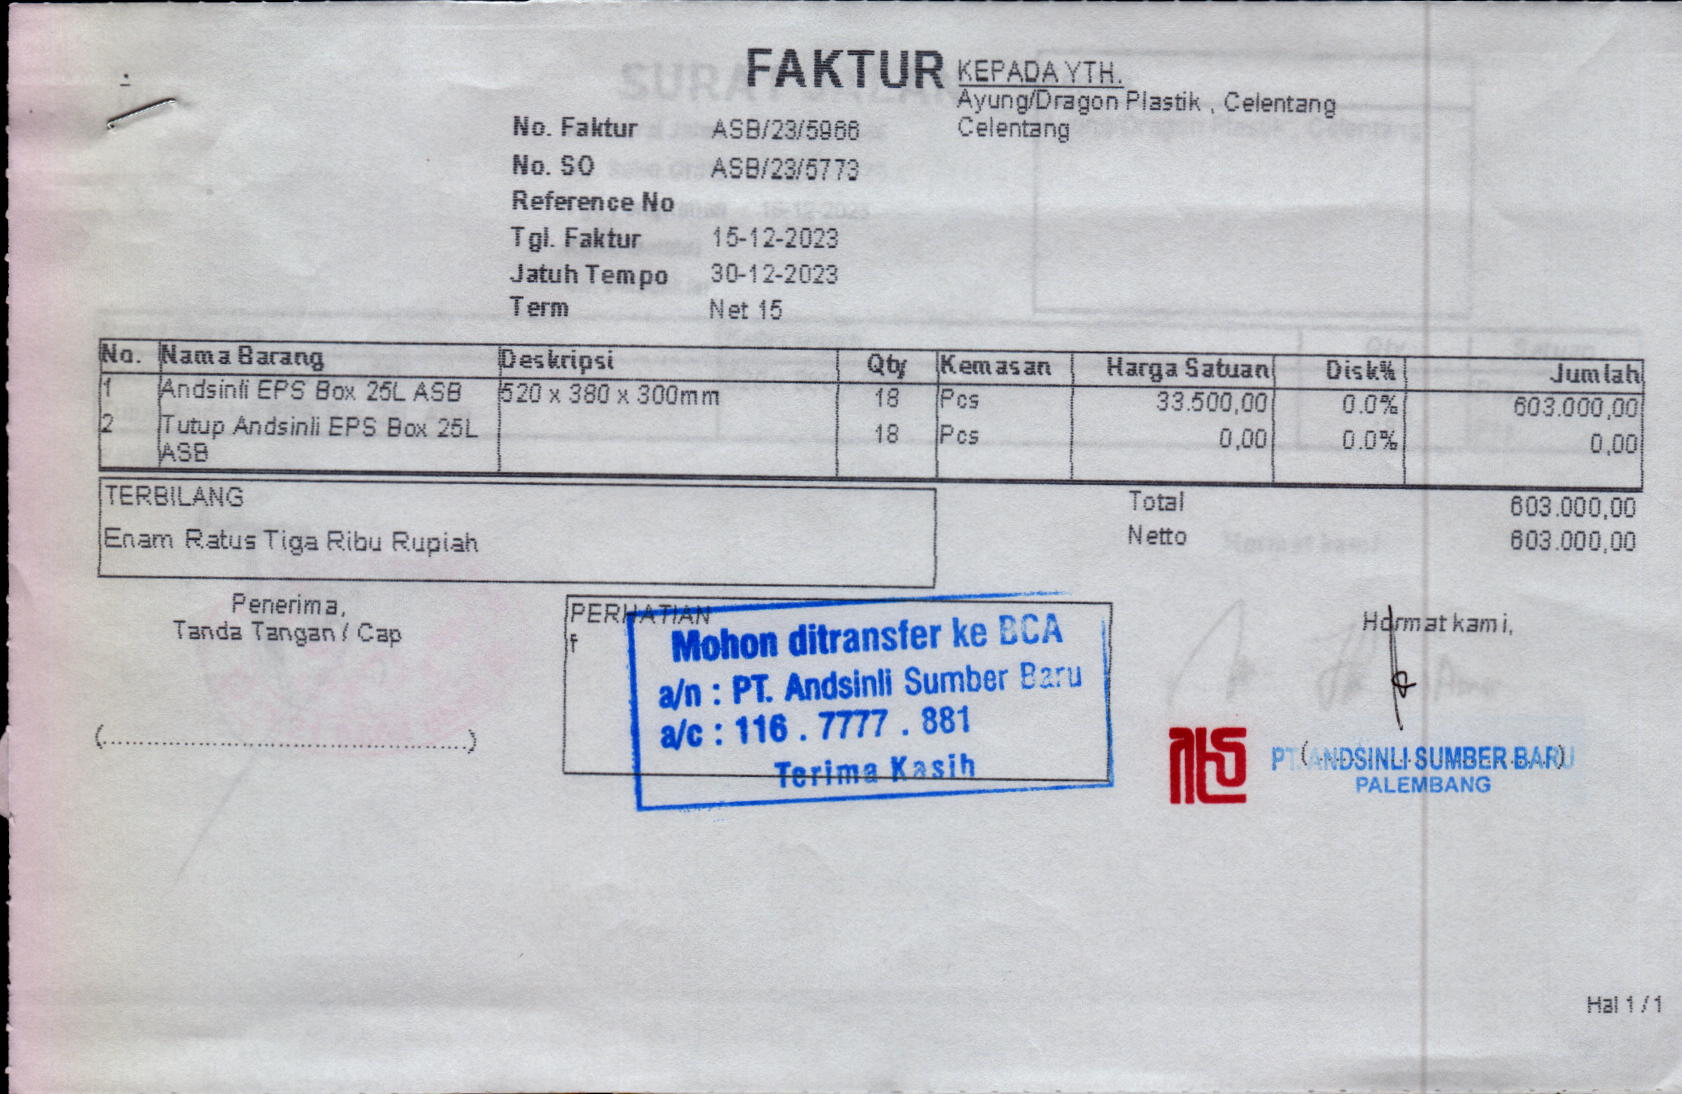 FAKTUR
KEPADA YTH.
Ayung/Dragon Plastik , Celentang
Celentang
No. Faktur ASB/23/5966
No. SO ASB/23/5773
Reference No
Tgl. Faktur 15-12-2023
Jatuh Tempo 30-12-2023
Term Net 15
No. Nama Barang Deskripsi Qty Kemasan Harga Satuan Disk% Jumlah
1 Andsinli EPS Box 25L ASB 520 x 380 x 300mm 18 Pcs 33.500,00 0.0% 603.000,00
2 Tutup Andsinli EPS Box 25L 18 Pcs 0,00 0.0% 0,00
ASB
TERBILANG
Enam Ratus Tiga Ribu Rupiah
Total 603.000,00
Netto 603.000,00
Penerima,
Tanda Tangan / Cap
(.............................................)
PERHATIAN
f
Mohon ditransfer ke BCA
a/n : PT. Andsinli Sumber Baru
a/c : 116 . 7777 . 881
Terima Kasih
Hormat kami,
PT. ANDSINLI SUMBER BARU
PALEMBANG
Hal 1 / 1